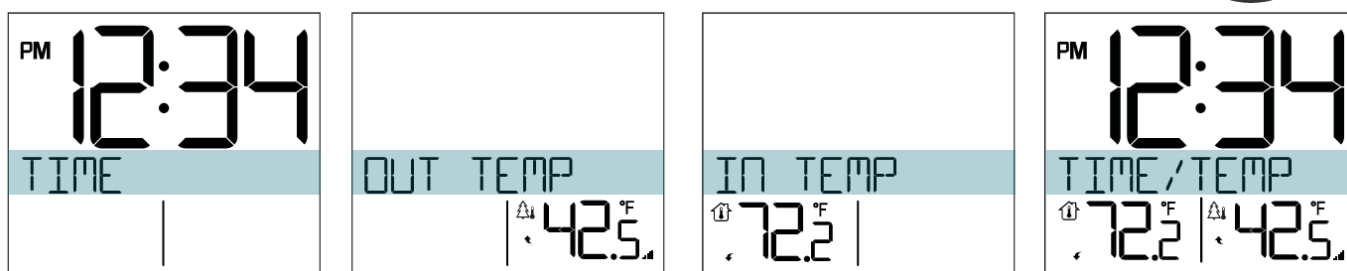 PM 12:34
TIME
OUT TEMP
42.5 °F
IN TEMP
72.2 °F
PM 12:34
TIME/TEMP
72.2 °F 42.5 °F